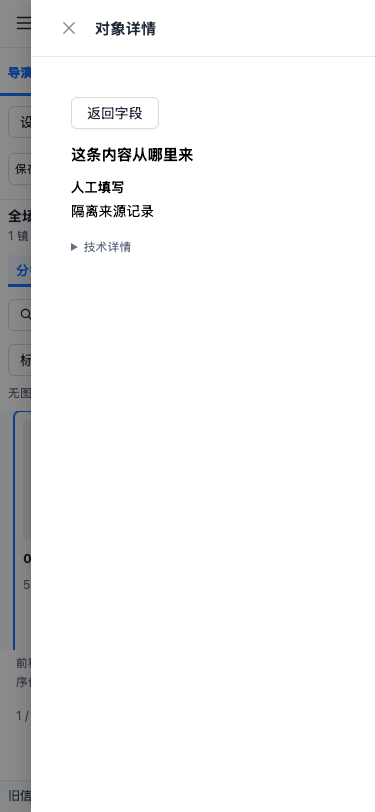 对象详情
返回字段
这条内容从哪里来
人工填写
隔离来源记录
技术详情
导演
设
保存
全场
1 镜
分
标
无图
0
5
前
序
1 /
旧信